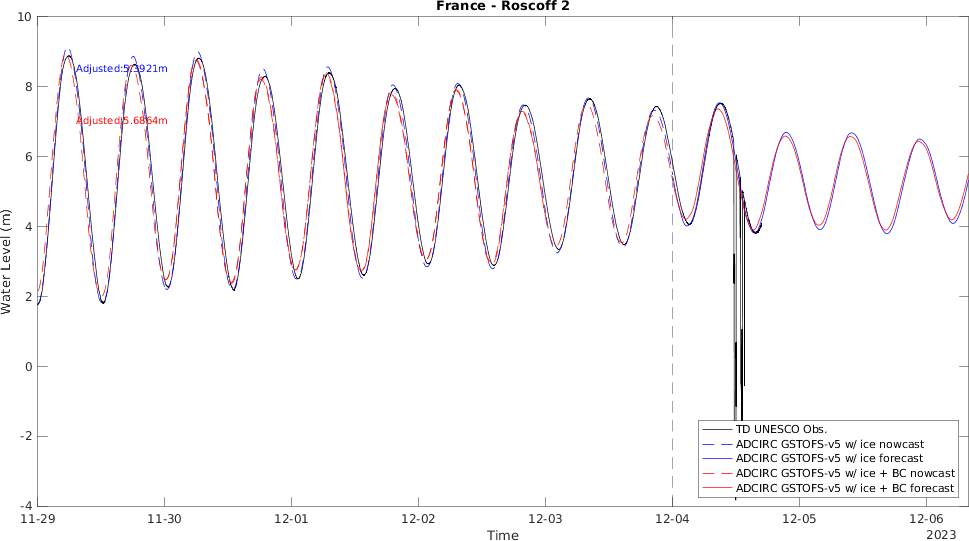 France - Roscoff 2
Water Level (m)
10
8
6
4
2
0
-2
-4
Adjusted:5.3921m
Adjusted:5.6864m
TD UNESCO Obs.
ADCIRC GSTOFS-v5 w/ ice nowcast
ADCIRC GSTOFS-v5 w/ ice forecast
ADCIRC GSTOFS-v5 w/ ice + BC nowcast
ADCIRC GSTOFS-v5 w/ ice + BC forecast
11-29 11-30 12-01 12-02 12-03 12-04 12-05 12-06
Time
2023